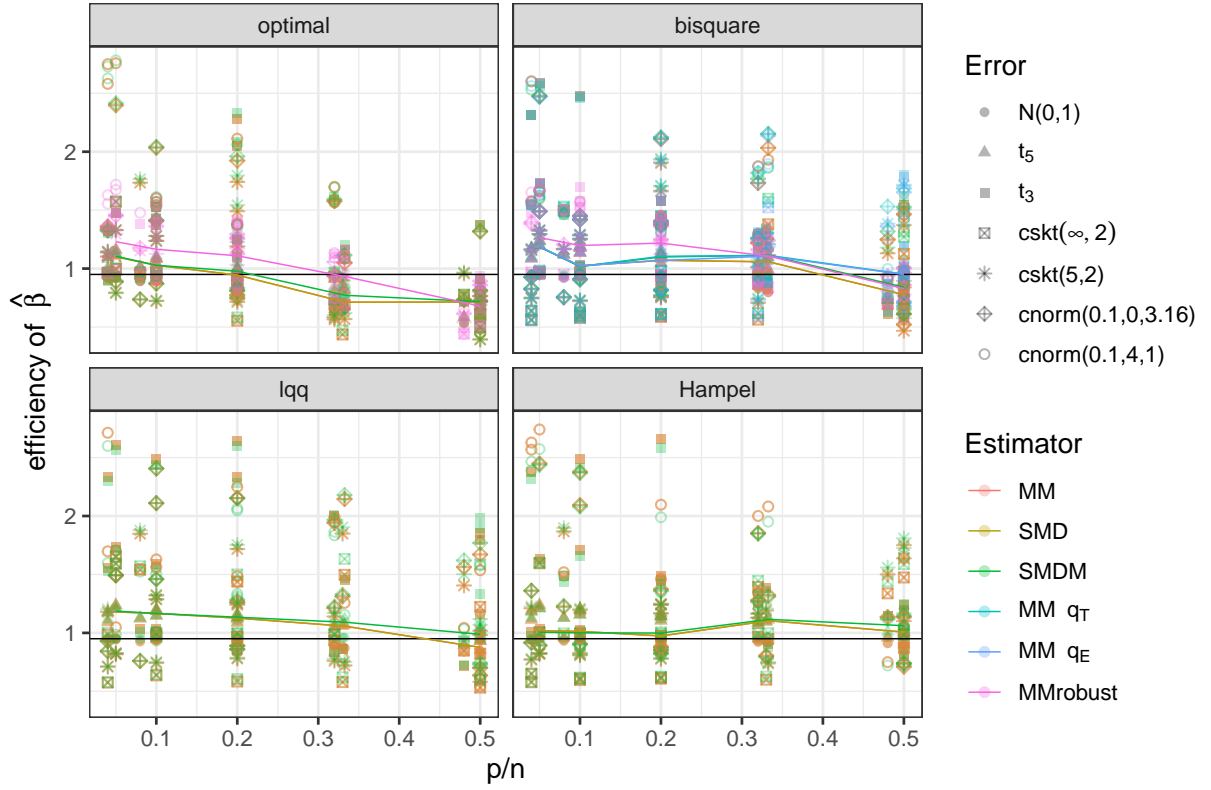 optimal
bisquare
2
1
lqq
Hampel
2
1
0.1
0.2
0.3
0.4
0.5
0.1
0.2
0.3
0.4
0.5
p/n
efficiency of β̂
Error
N(0,1)
t₅
t₃
cskt(∞, 2)
cskt(5,2)
cnorm(0.1,0,3.16)
cnorm(0.1,4,1)
Estimator
MM
SMD
SMDM
MM qT
MM qE
MMrobust